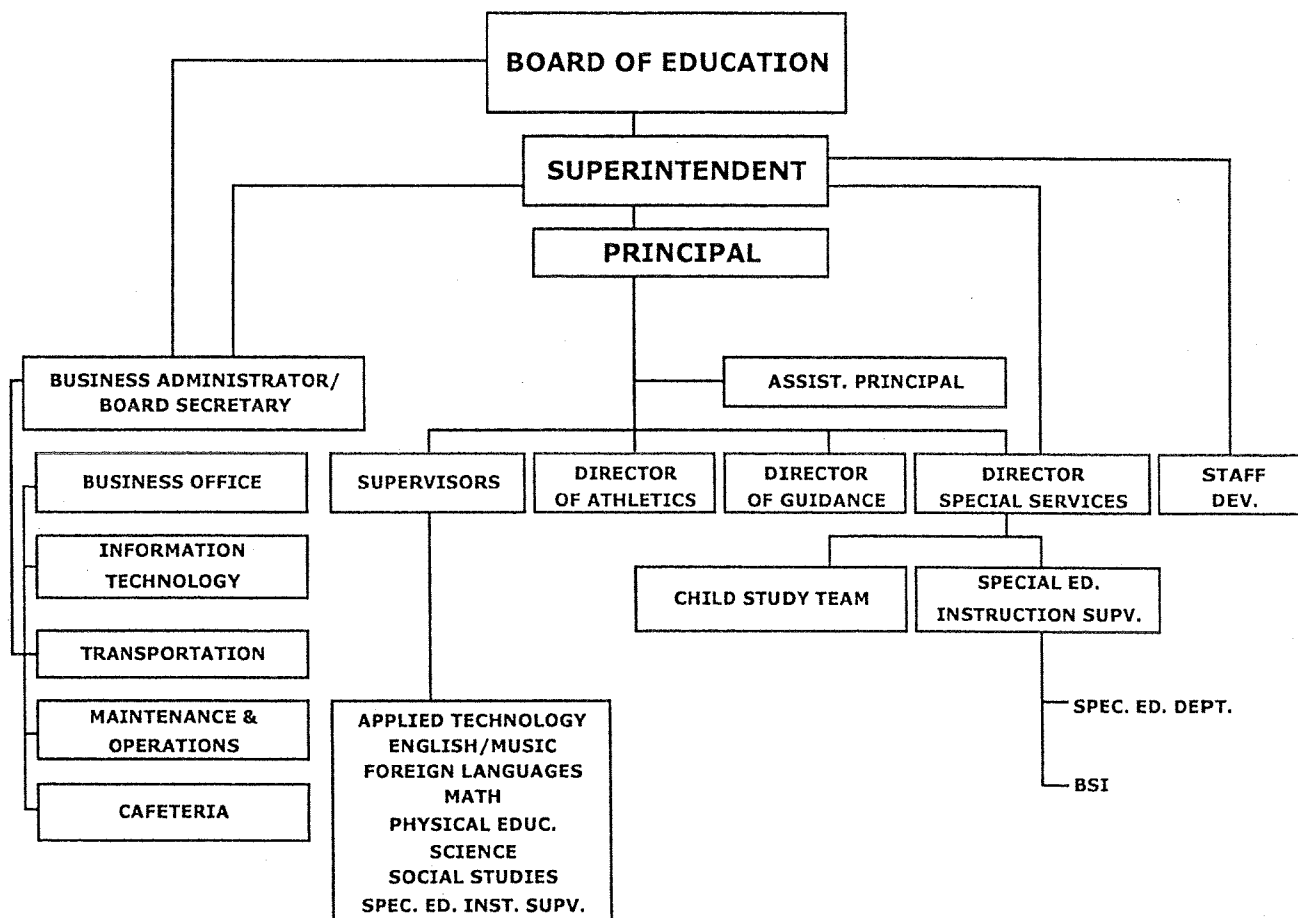 BOARD OF EDUCATION
SUPERINTENDENT
PRINCIPAL
BUSINESS ADMINISTRATOR/
BOARD SECRETARY
ASSIST. PRINCIPAL
BUSINESS OFFICE
SUPERVISORS
DIRECTOR
OF ATHLETICS
DIRECTOR
OF GUIDANCE
DIRECTOR
SPECIAL SERVICES
STAFF
DEV.
INFORMATION
TECHNOLOGY
CHILD STUDY TEAM
SPECIAL ED.
INSTRUCTION SUPV.
TRANSPORTATION
MAINTENANCE &
OPERATIONS
CAFETERIA
APPLIED TECHNOLOGY
ENGLISH/MUSIC
FOREIGN LANGUAGES
MATH
PHYSICAL EDUC.
SCIENCE
SOCIAL STUDIES
SPEC. ED. INST. SUPV.
SPEC. ED. DEPT.
BSI